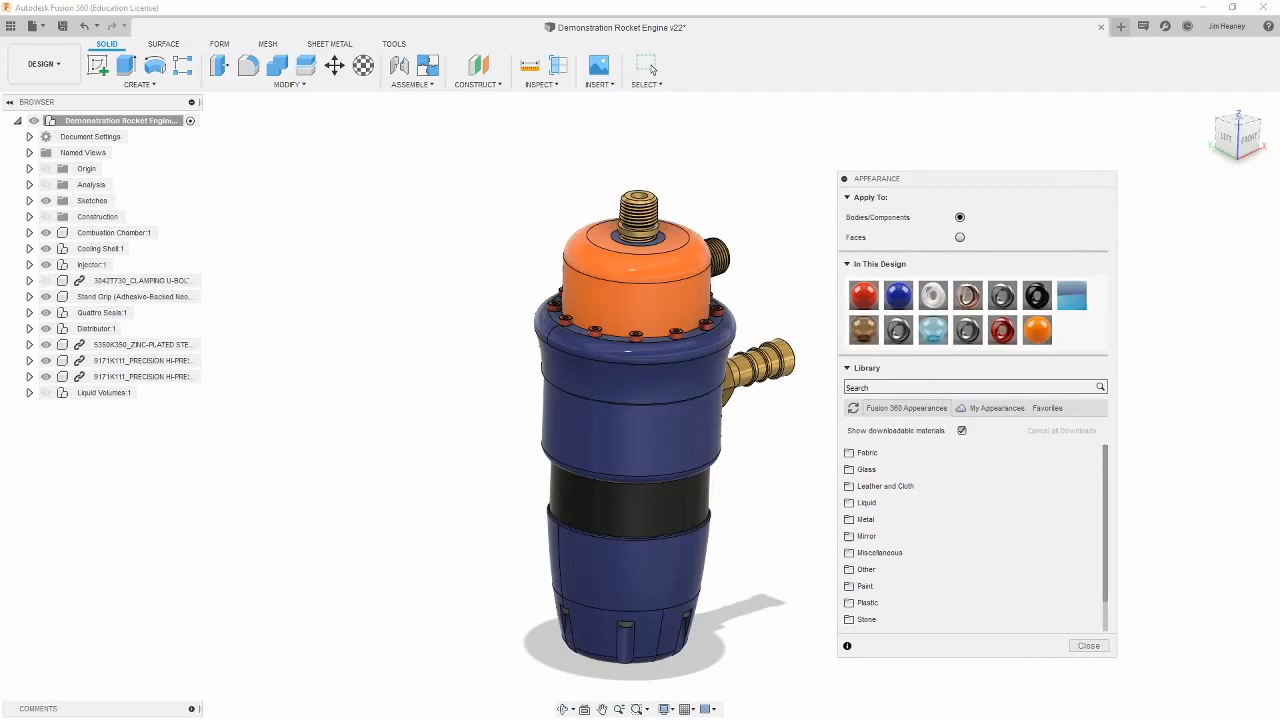 Autodesk Fusion 360 (Education License)
Demonstration Rocket Engine v22*
Jim Heaney
SOLID SURFACE FORM MESH SHEET METAL TOOLS
DESIGN
CREATE MODIFY ASSEMBLE CONSTRUCT INSPECT INSERT SELECT
BROWSER
Demonstration Rocket Engin...
Document Settings
Named Views
Origin
Analysis
Sketches
Construction
Combustion Chamber:1
Cooling Shell:1
Injector:1
3042T730_CLAMPING U-BOL'...
Stand Grip (Adhesive-Backed Neo...
Quattro Seals:1
Distributor:1
5350K350_ZINC-PLATED STE...
9171K111_PRECISION HI-PRE:...
9171K111_PRECISION HI-PRE:...
Liquid Volumes:1
Z
LEFT FRONT
Y X
APPEARANCE
Apply To:
Bodies/Components
Faces
In This Design
Library
Search
Fusion 360 Appearances My Appearances Favorites
Show downloadable materials Cancel all Downloads
Fabric
Glass
Leather and Cloth
Liquid
Metal
Mirror
Miscellaneous
Other
Paint
Plastic
Stone
Close
COMMENTS